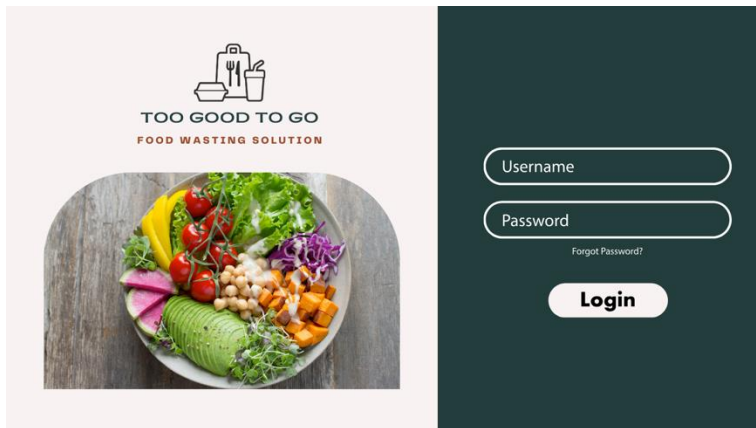 TOO GOOD TO GO
FOOD WASTING SOLUTION
Username
Password
Forgot Password?
Login